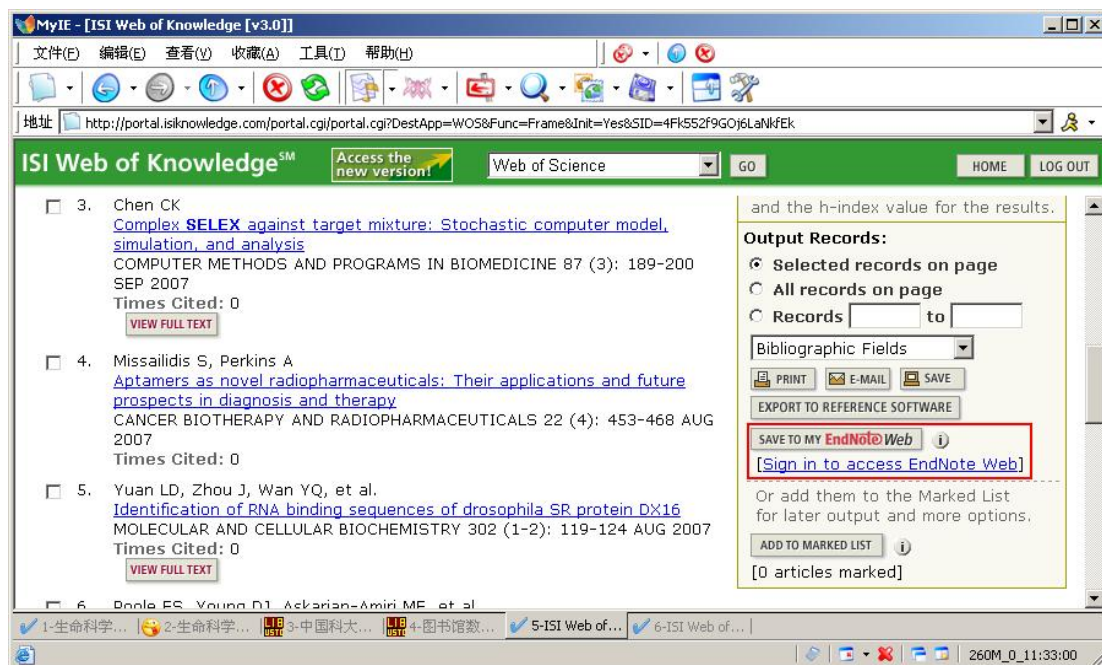 MyIE - [ISI Web of Knowledge [v3.0]]
文件(F) 编辑(E) 查看(V) 收藏(A) 工具(T) 帮助(H)
地址 http://portal.isiknowledge.com/portal.cgi/portal.cgi?DestApp=WOS&Func=Frame&Init=Yes&SID=4Fk552f9GOj6LaNkfEk
ISI Web of Knowledge℠ Access the new version! Web of Science GO HOME LOG OUT
3. Chen CK
Complex SELEX against target mixture: Stochastic computer model,
simulation, and analysis
COMPUTER METHODS AND PROGRAMS IN BIOMEDICINE 87 (3): 189-200
SEP 2007
Times Cited: 0
VIEW FULL TEXT
4. Missailidis S, Perkins A
Aptamers as novel radiopharmaceuticals: Their applications and future
prospects in diagnosis and therapy
CANCER BIOTHERAPY AND RADIOPHARMACEUTICALS 22 (4): 453-468 AUG
2007
Times Cited: 0
5. Yuan LD, Zhou J, Wan YQ, et al.
Identification of RNA binding sequences of drosophila SR protein DX16
MOLECULAR AND CELLULAR BIOCHEMISTRY 302 (1-2): 119-124 AUG 2007
Times Cited: 0
VIEW FULL TEXT
6. Poole ES, Young DJ, Askarian-Amiri ME, et al.
and the h-index value for the results.
Output Records:
Selected records on page
All records on page
Records to
Bibliographic Fields
PRINT E-MAIL SAVE
EXPORT TO REFERENCE SOFTWARE
SAVE TO MY EndNote Web i
[Sign in to access EndNote Web]
Or add them to the Marked List
for later output and more options.
ADD TO MARKED LIST i
[0 articles marked]
1-生命科学... 2-生命科学... 3-中国科大... 4-图书馆数... 5-ISI Web of... 6-ISI Web of...
260M_0_11:33:00